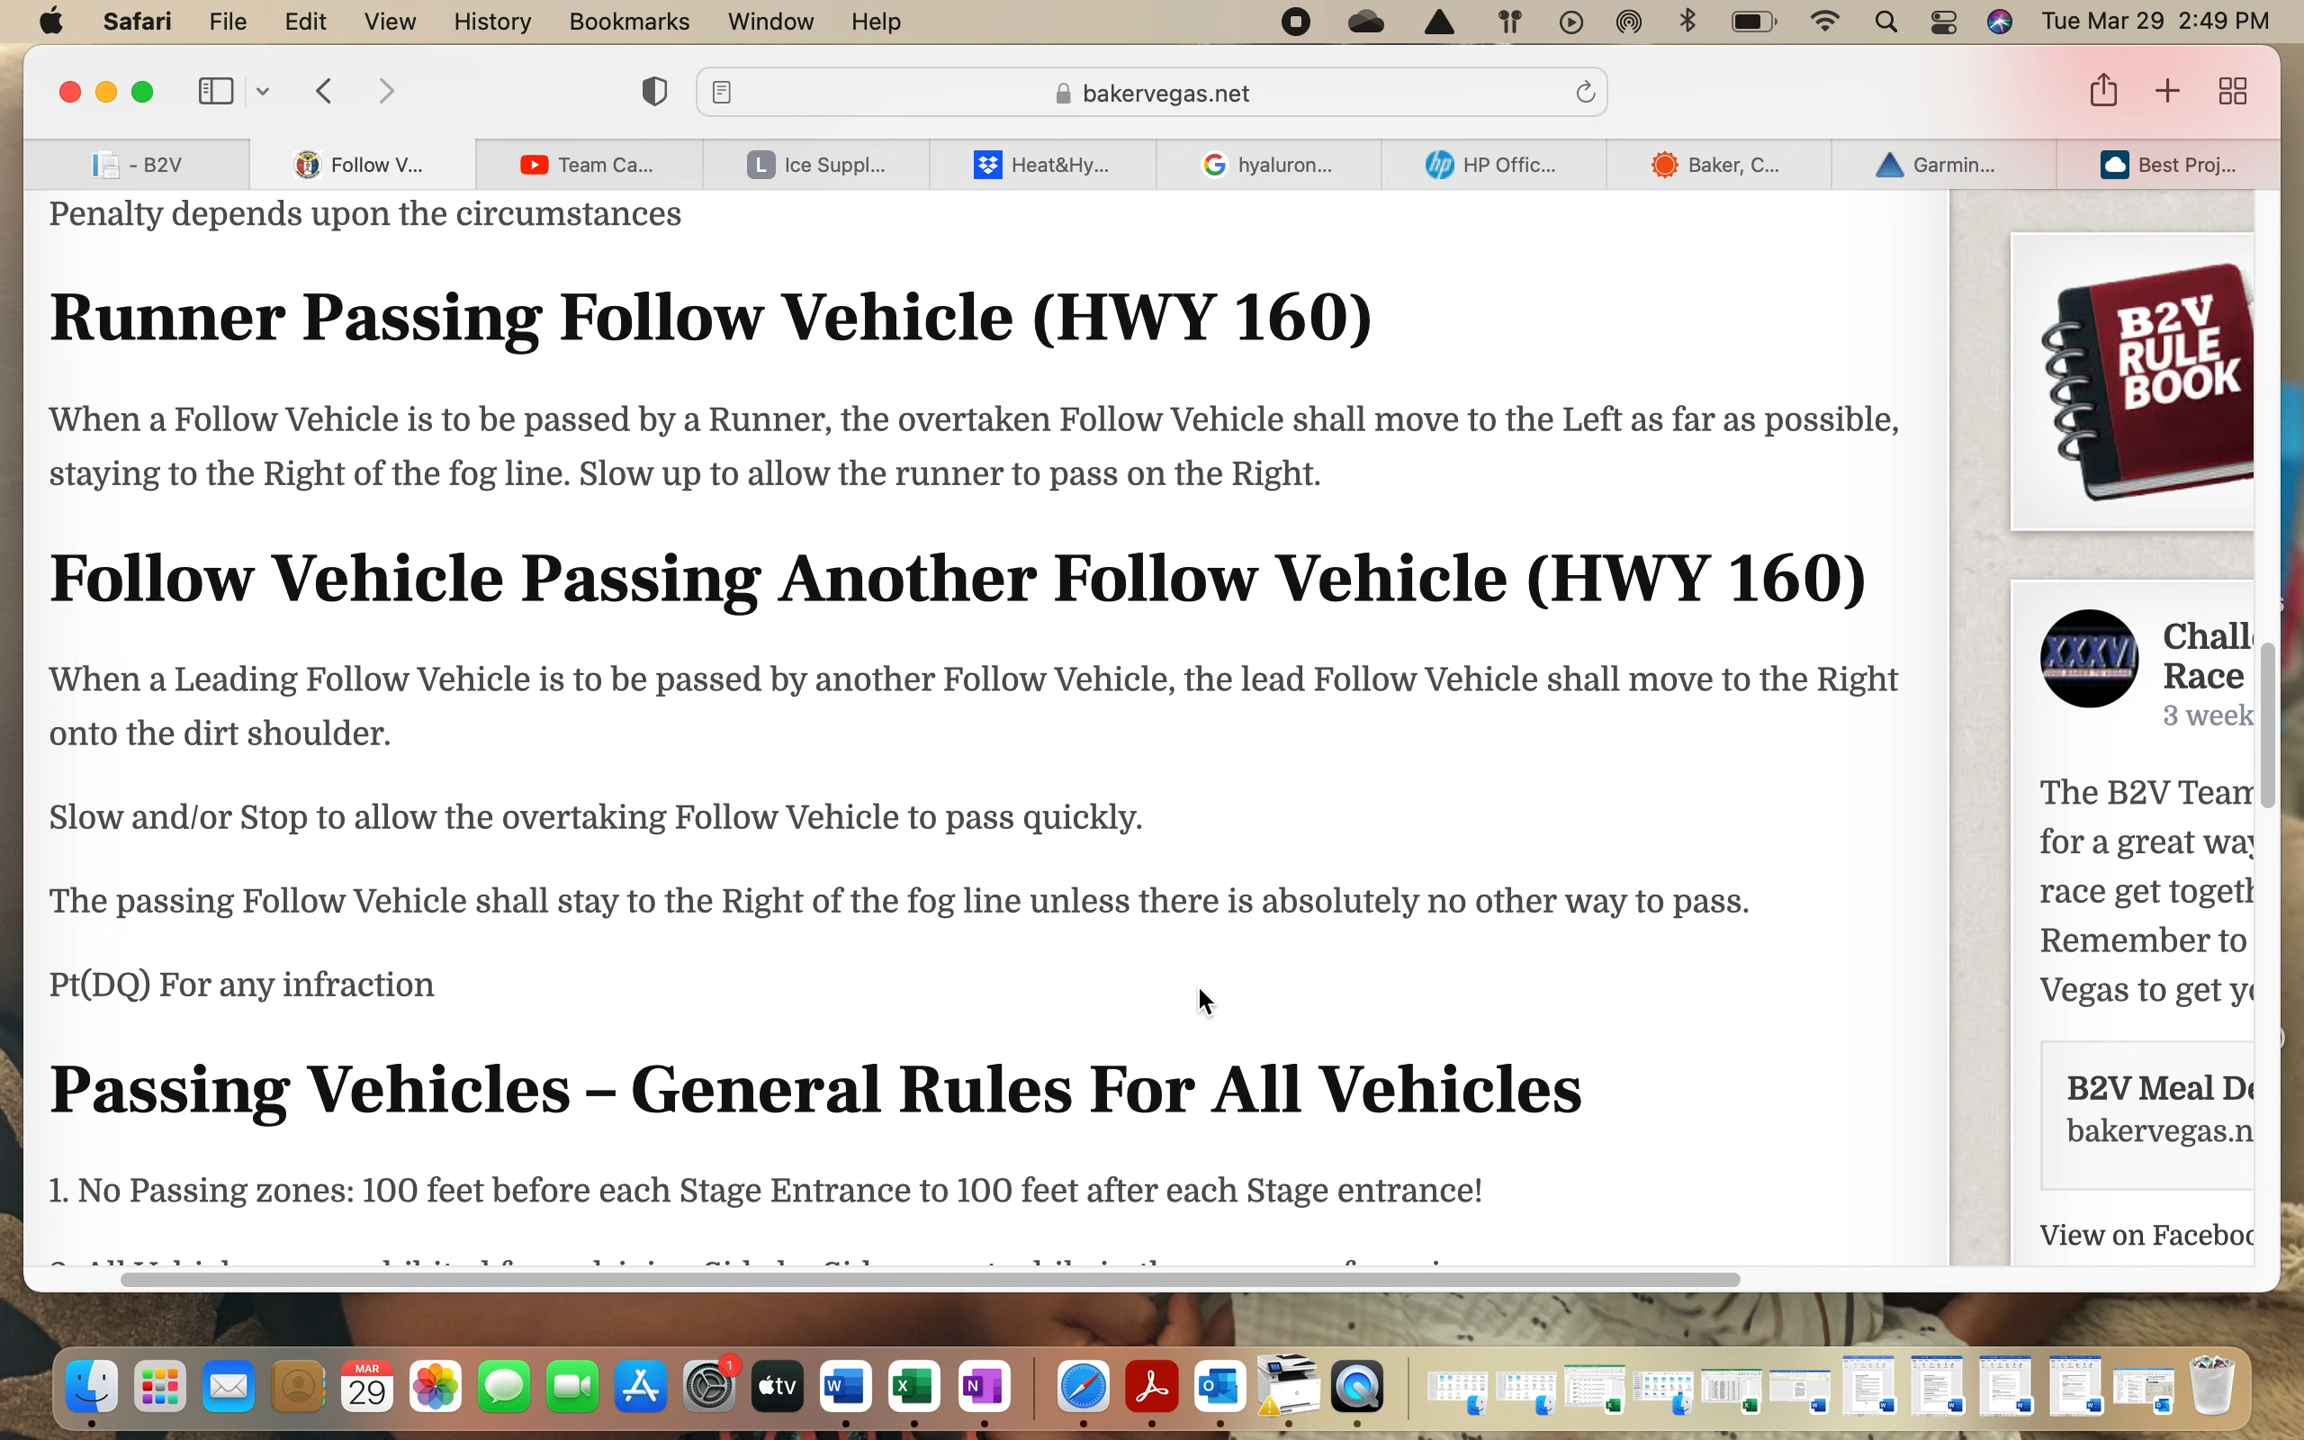 Safari File Edit View History Bookmarks Window Help Tue Mar 29 2:49 PM
bakervegas.net
- B2V Follow V... Team Ca... L Ice Suppl... Heat&Hy... G hyaluron... hp HP Offic... Baker, C... Garmin... Best Proj...
Penalty depends upon the circumstances
Runner Passing Follow Vehicle (HWY 160)
When a Follow Vehicle is to be passed by a Runner, the overtaken Follow Vehicle shall move to the Left as far as possible,
staying to the Right of the fog line. Slow up to allow the runner to pass on the Right.
Follow Vehicle Passing Another Follow Vehicle (HWY 160)
When a Leading Follow Vehicle is to be passed by another Follow Vehicle, the lead Follow Vehicle shall move to the Right
onto the dirt shoulder.
Slow and/or Stop to allow the overtaking Follow Vehicle to pass quickly.
The passing Follow Vehicle shall stay to the Right of the fog line unless there is absolutely no other way to pass.
Pt(DQ) For any infraction
Passing Vehicles – General Rules For All Vehicles
1. No Passing zones: 100 feet before each Stage Entrance to 100 feet after each Stage entrance!
B2V
RULE
BOOK
XXXVI
Chall
Race
3 week
The B2V Team
for a great way
race get togeth
Remember to
Vegas to get y
B2V Meal De
bakervegas.n
View on Faceboo
MAR
29
1
tv
W
X
N